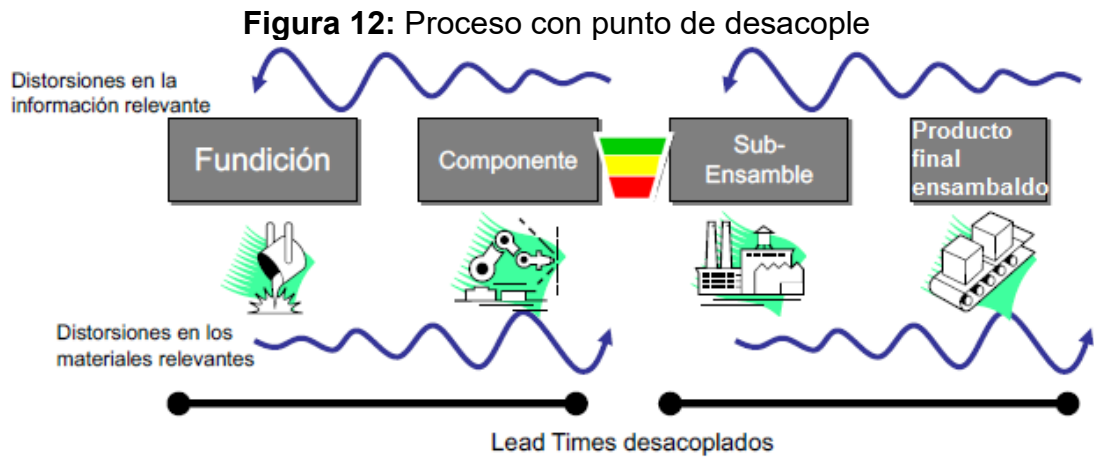 Figura 12: Proceso con punto de desacople
Distorsiones en la
información relevante
Fundición
Componente
Sub-
Ensamble
Producto
final
ensambaldo
Distorsiones en los
materiales relevantes
Lead Times desacoplados